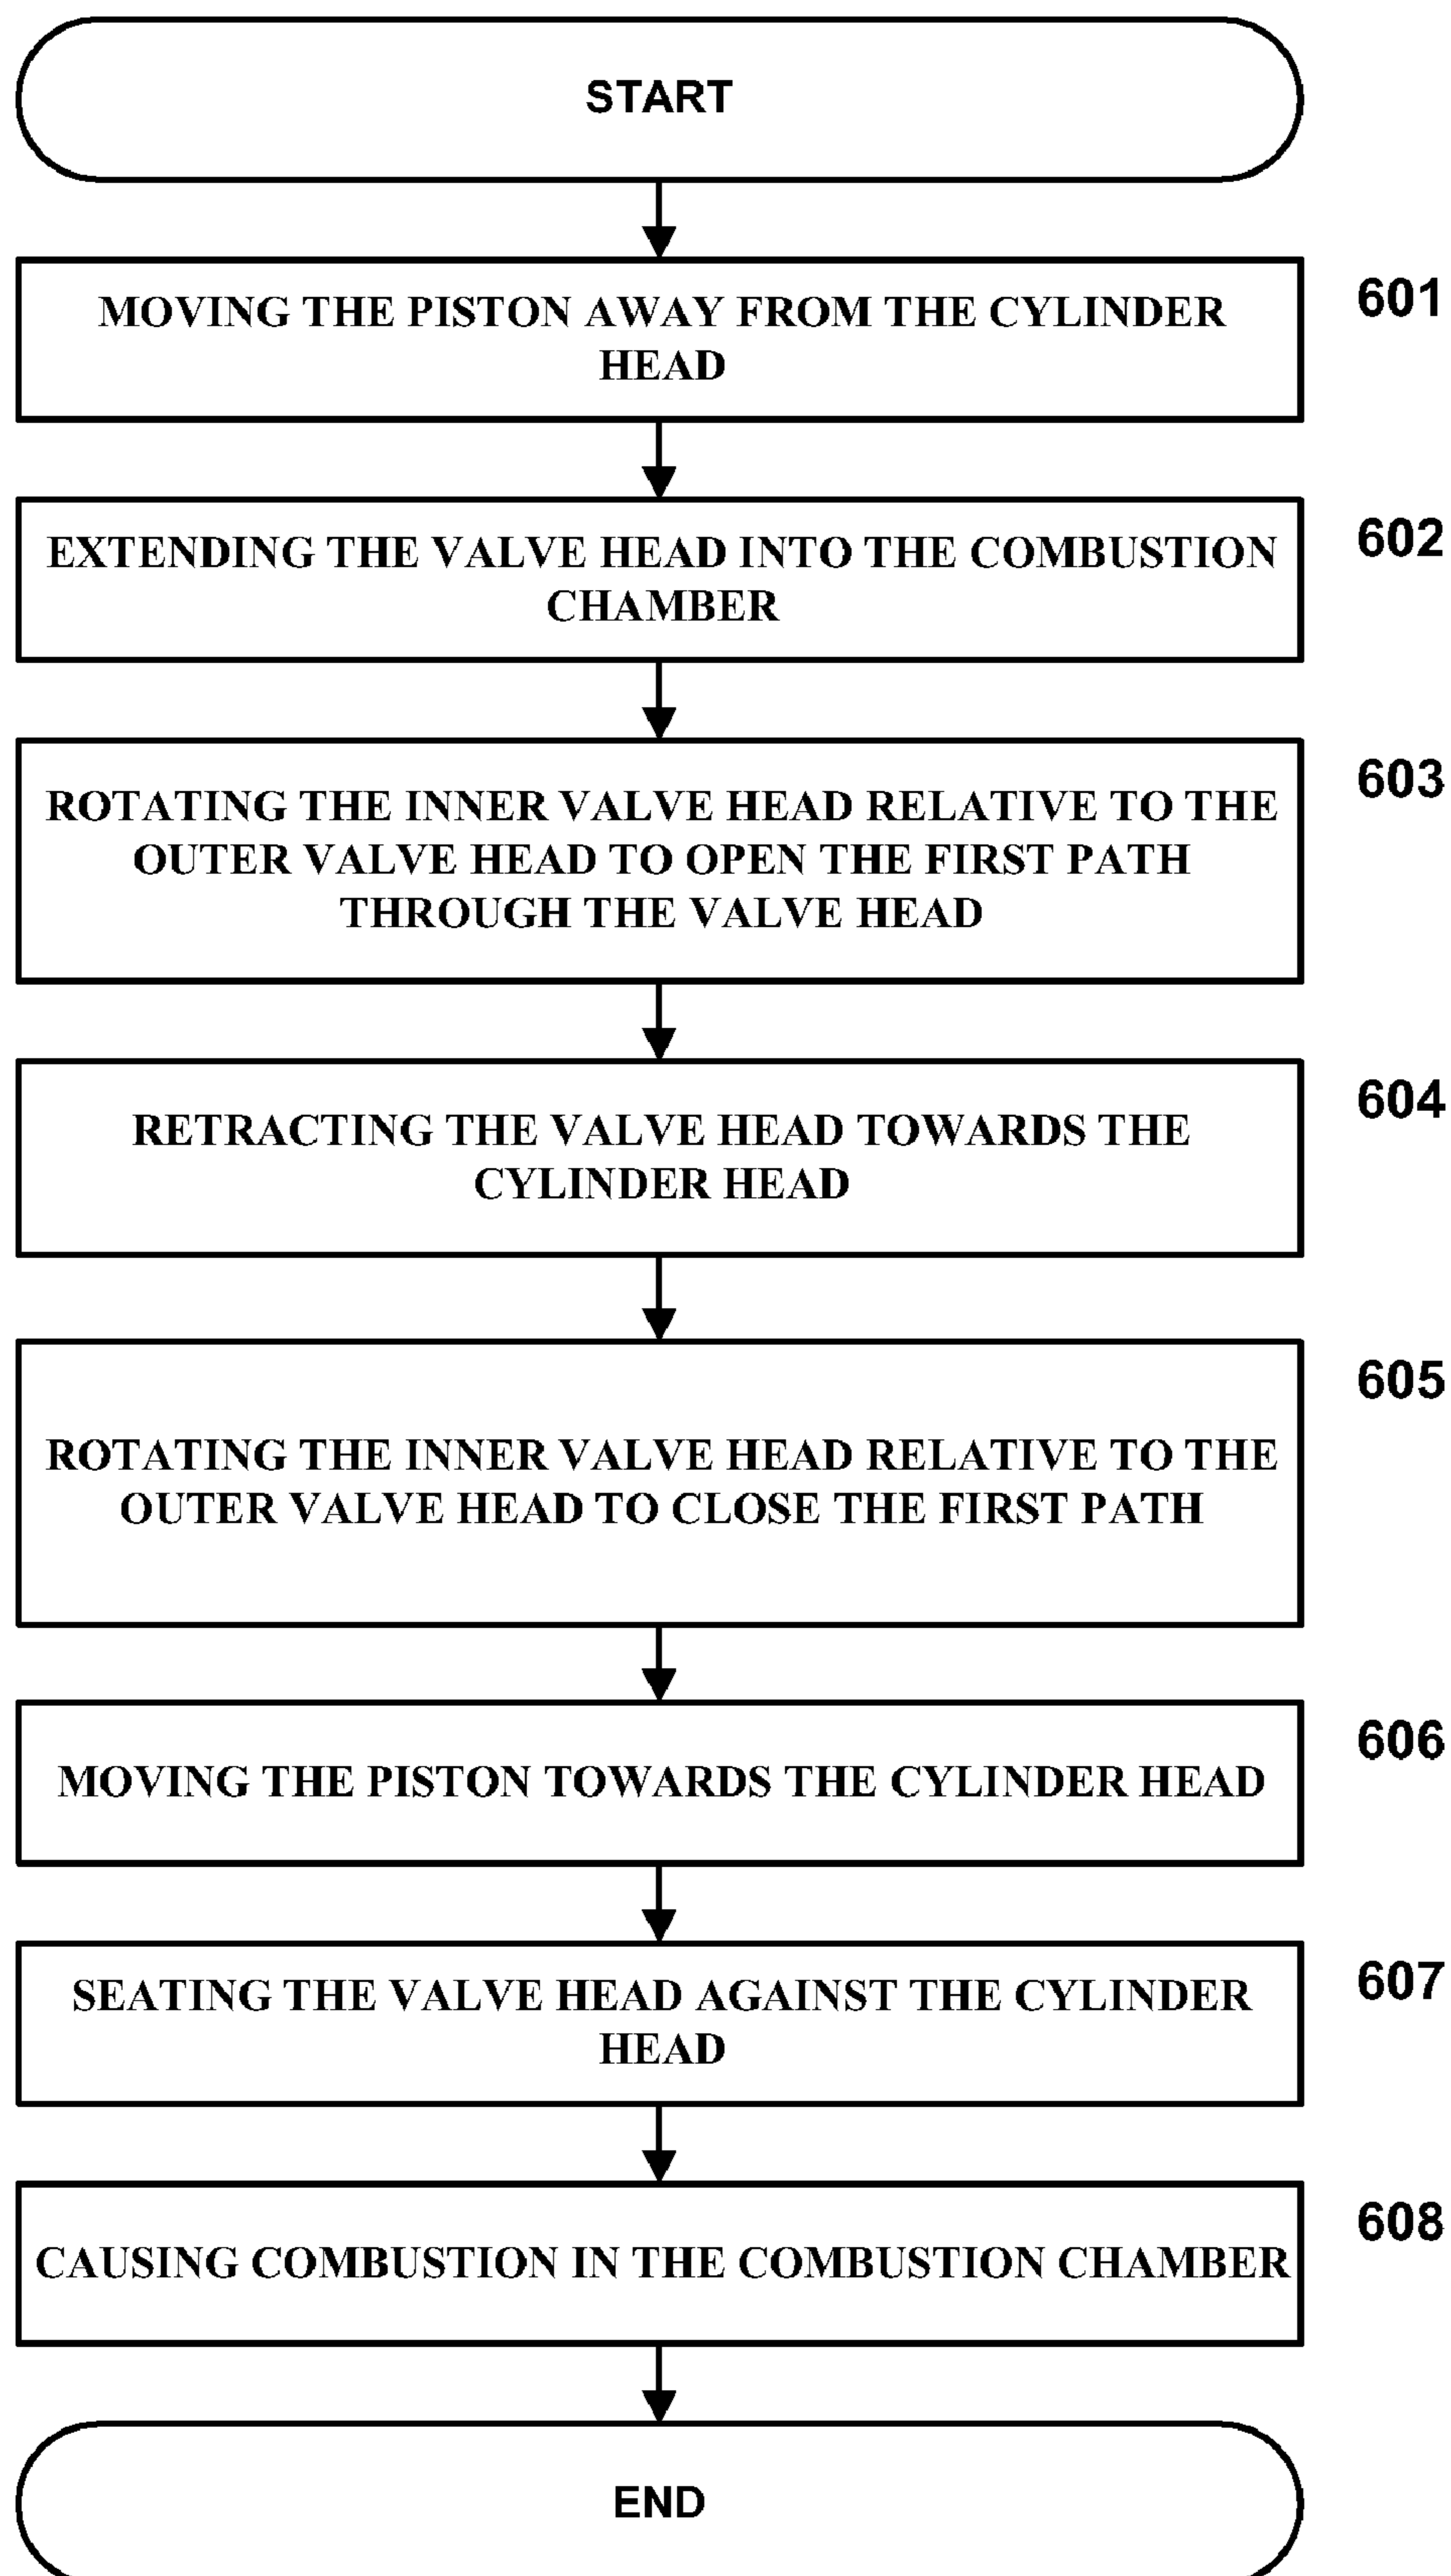 START
MOVING THE PISTON AWAY FROM THE CYLINDER
HEAD
601
EXTENDING THE VALVE HEAD INTO THE COMBUSTION
CHAMBER
602
ROTATING THE INNER VALVE HEAD RELATIVE TO THE
OUTER VALVE HEAD TO OPEN THE FIRST PATH
THROUGH THE VALVE HEAD
603
RETRACTING THE VALVE HEAD TOWARDS THE
CYLINDER HEAD
604
ROTATING THE INNER VALVE HEAD RELATIVE TO THE
OUTER VALVE HEAD TO CLOSE THE FIRST PATH
605
MOVING THE PISTON TOWARDS THE CYLINDER HEAD
606
SEATING THE VALVE HEAD AGAINST THE CYLINDER
HEAD
607
CAUSING COMBUSTION IN THE COMBUSTION CHAMBER
608
END